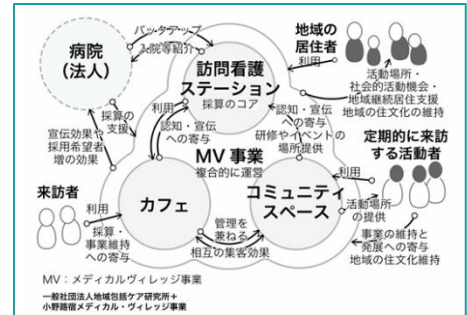 バックアップ
入院等紹介
病院
(法人)
訪問看護
ステーション
採算のコア
地域の
居住者
利用
活動場所・
社会的活動機会・
地域継続居住支援
地域の住文化の維持
採算の
支援
利用
認知・宣伝
への寄与
認知・宣伝
への寄与
研修やイベントの
場所提供
宣伝効果や
採用希望者
増の効果
MV 事業
複合的に運営
定期的に来訪
する活動者
利用
来訪者
利用
採算・
事業維持
への寄与
カフェ
コミュニティ
スペース
活動場所
の提供
管理を
兼ねる
相互の集客効果
事業の維持と
発展への寄与
地域の住文化維持
MV：メディカルヴィレッジ事業
一般社団法人地域包括ケア研究所＋
小野路宿メディカル・ヴィレッジ事業